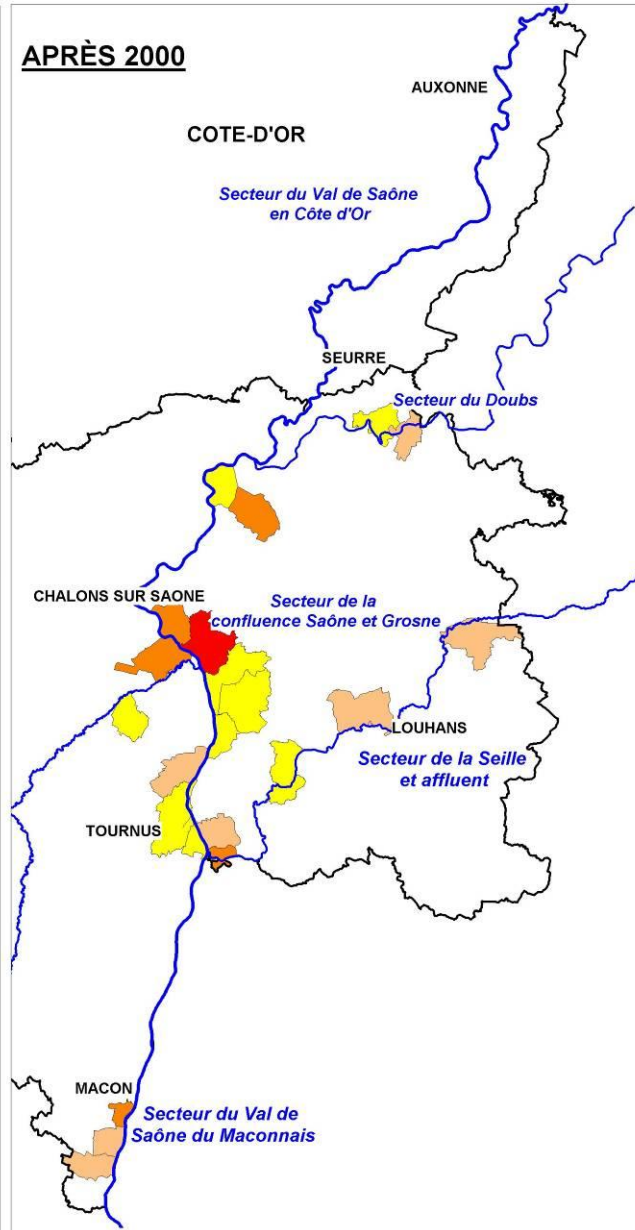 APRÈS 2000
AUXONNE
COTE-D'OR
Secteur du Val de Saône
en Côte d'Or
SEURRE
Secteur du Doubs
CHALONS SUR SAONE
Secteur de la
confluence Saône et Grosne
LOUHANS
Secteur de la Seille
et affluent
TOURNUS
MACON
Secteur du Val de
Saône du Maconnais